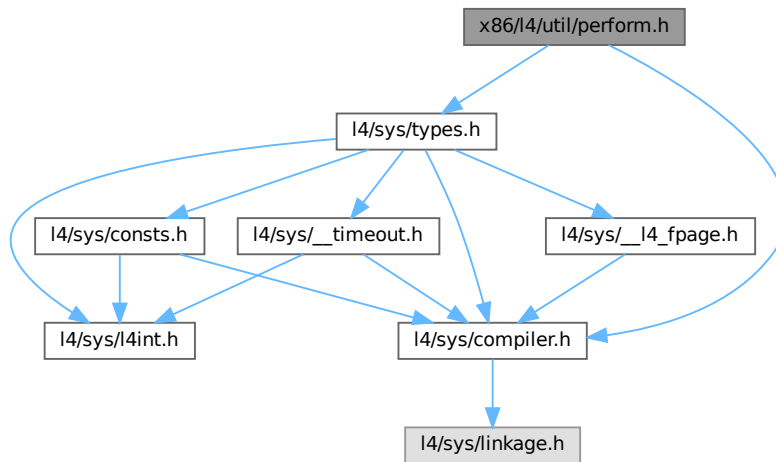 x86/l4/util/perform.h
l4/sys/types.h
l4/sys/consts.h
l4/sys/__timeout.h
l4/sys/__l4_fpage.h
l4/sys/l4int.h
l4/sys/compiler.h
l4/sys/linkage.h